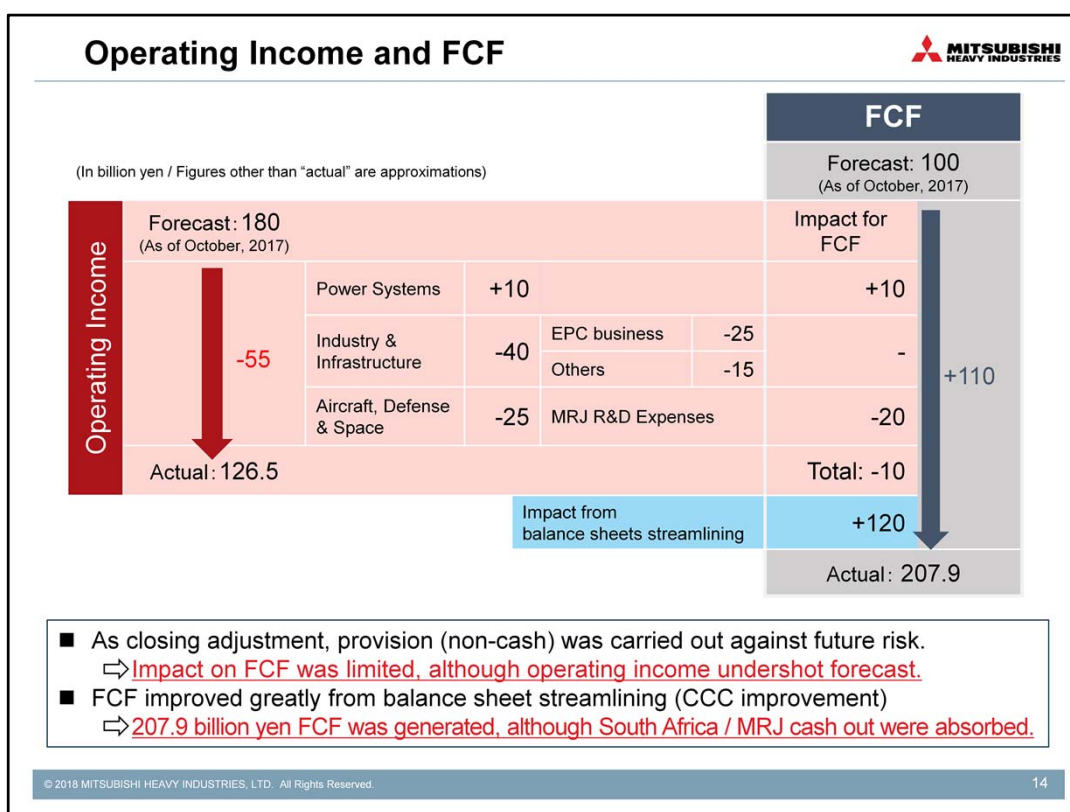 Operating Income and FCF
MITSUBISHI
HEAVY INDUSTRIES
FCF
(In billion yen / Figures other than “actual” are approximations)
Forecast: 100
(As of October, 2017)
Operating Income
Forecast: 180
(As of October, 2017)
Impact for
FCF
-55
Power Systems
+10
+10
Industry &
Infrastructure
-40
EPC business
-25
Others
-15
-
+110
Aircraft, Defense
& Space
-25
MRJ R&D Expenses
-20
Actual: 126.5
Total: -10
Impact from
balance sheets streamlining
+120
Actual: 207.9
■ As closing adjustment, provision (non-cash) was carried out against future risk.
⇨Impact on FCF was limited, although operating income undershot forecast.
■ FCF improved greatly from balance sheet streamlining (CCC improvement)
⇨207.9 billion yen FCF was generated, although South Africa / MRJ cash out were absorbed.
© 2018 MITSUBISHI HEAVY INDUSTRIES, LTD. All Rights Reserved.
14